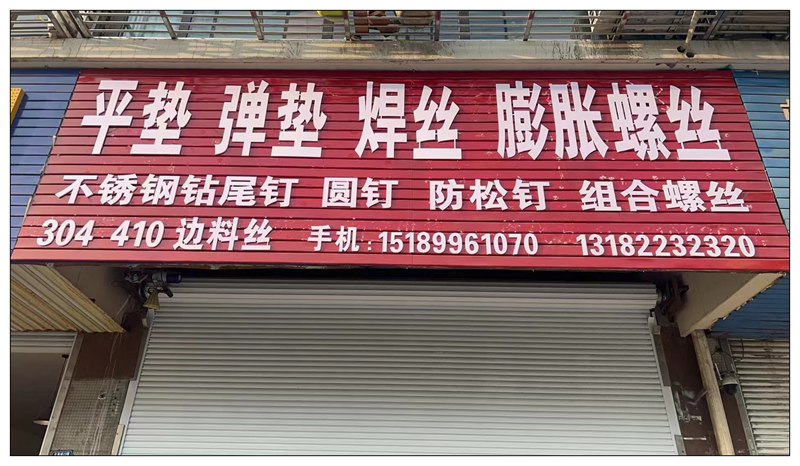 平垫 弹垫 焊丝 膨胀螺丝
不锈钢钻尾钉 圆钉 防松钉 组合螺丝
304 410 边料丝 手机:15189961070 13182232320